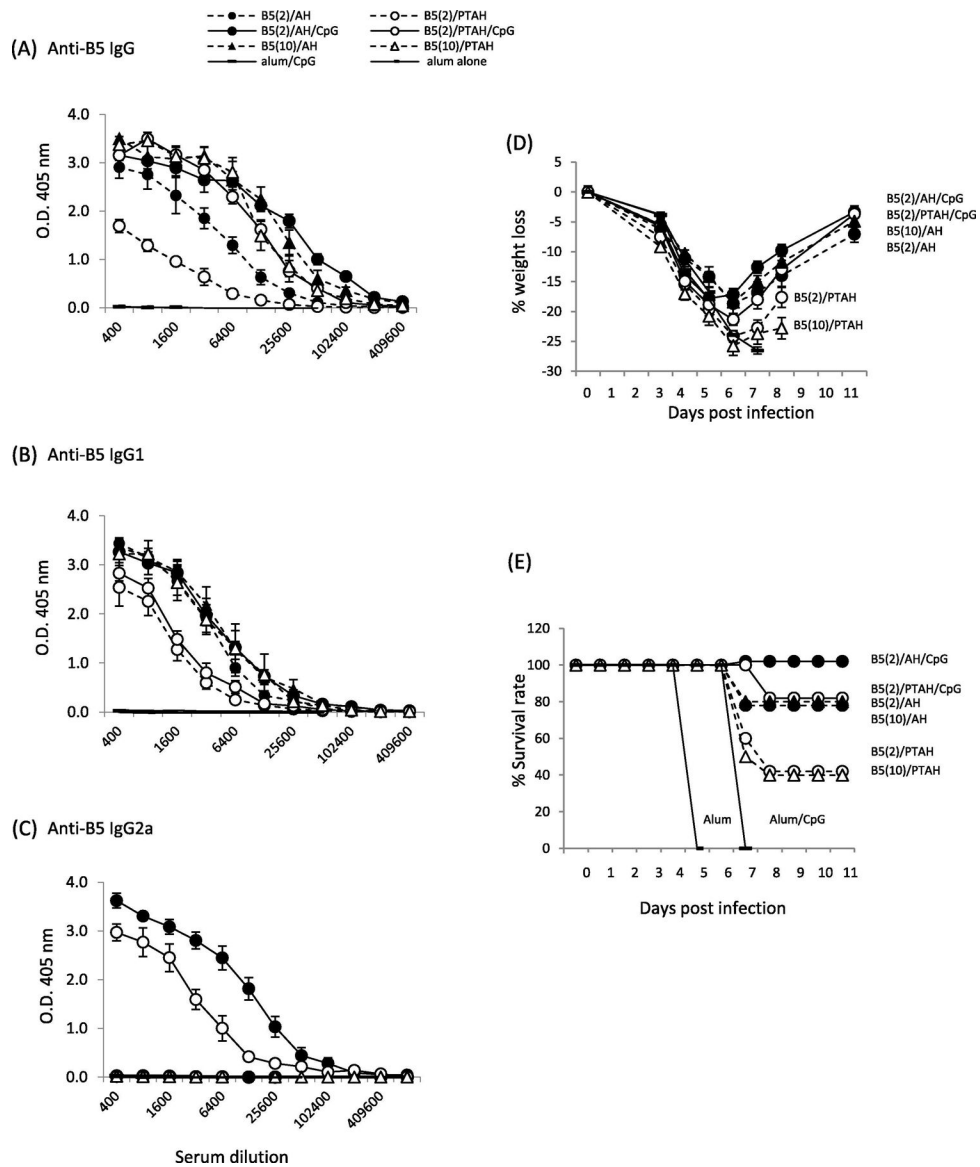 B5(2)/AH
B5(2)/PTAH
B5(2)/AH/CpG
B5(2)/PTAH/CpG
B5(10)/AH
B5(10)/PTAH
alum/CpG
alum alone
(A) Anti-B5 IgG
4.0
3.0
2.0
1.0
0.0
O.D. 405 nm
400
1600
6400
25600
102400
409600
(B) Anti-B5 IgG1
4.0
3.0
2.0
1.0
0.0
O.D. 405 nm
400
1600
6400
25600
102400
409600
(C) Anti-B5 IgG2a
4.0
3.0
2.0
1.0
0.0
O.D. 405 nm
400
1600
6400
25600
102400
409600
Serum dilution
(D)
5
0
-5
-10
-15
-20
-25
-30
% weight loss
B5(2)/AH/CpG
B5(2)/PTAH/CpG
B5(10)/AH
B5(2)/AH
B5(2)/PTAH
B5(10)/PTAH
0 1 2 3 4 5 6 7 8 9 10 11
Days post infection
(E)
120
100
80
60
40
20
0
% Survival rate
B5(2)/AH/CpG
B5(2)/PTAH/CpG
B5(2)/AH
B5(10)/AH
B5(2)/PTAH
B5(10)/PTAH
Alum
Alum/CpG
0 1 2 3 4 5 6 7 8 9 10 11
Days post infection